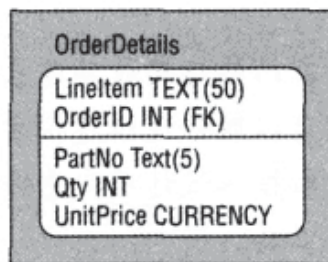 OrderDetails
LineItem TEXT(50)
OrderID INT (FK)
PartNo Text(5)
Qty INT
UnitPrice CURRENCY